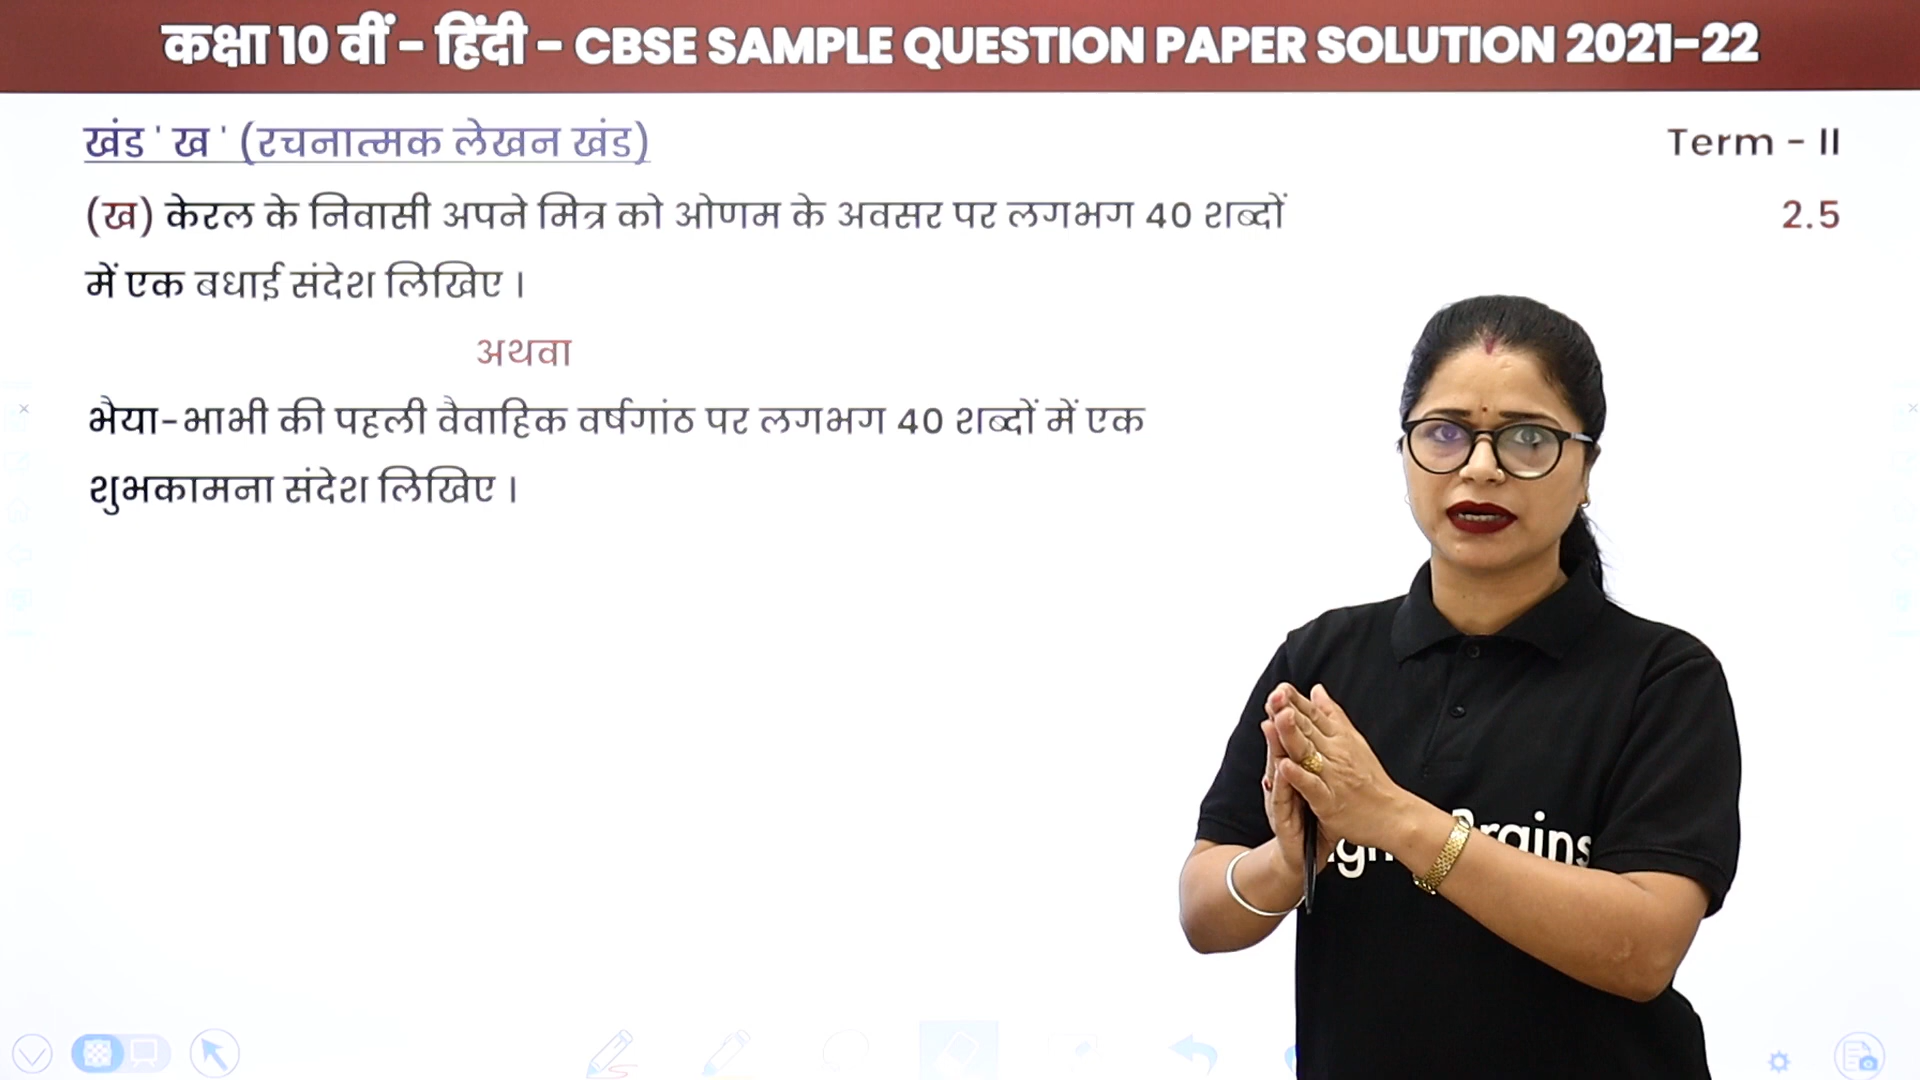 कक्षा 10 वीं - हिंदी - CBSE SAMPLE QUESTION PAPER SOLUTION 2021-22
खंड ' ख ' (रचनात्मक लेखन खंड)
Term - II
(ख) केरल के निवासी अपने मित्र को ओणम के अवसर पर लगभग 40 शब्दों
2.5
में एक बधाई संदेश लिखिए ।
अथवा
भैया-भाभी की पहली वैवाहिक वर्षगांठ पर लगभग 40 शब्दों में एक
शुभकामना संदेश लिखिए ।